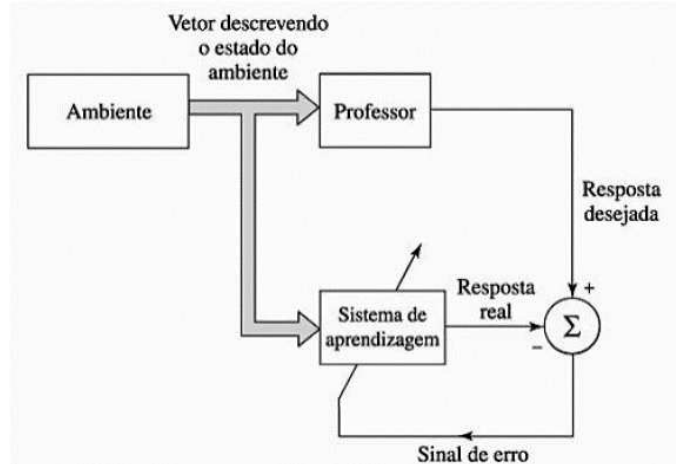 Vetor descrevendo
o estado do
ambiente
Ambiente
Professor
Resposta
desejada
+
Sistema de
aprendizagem
Resposta
real
Σ
−
Sinal de erro